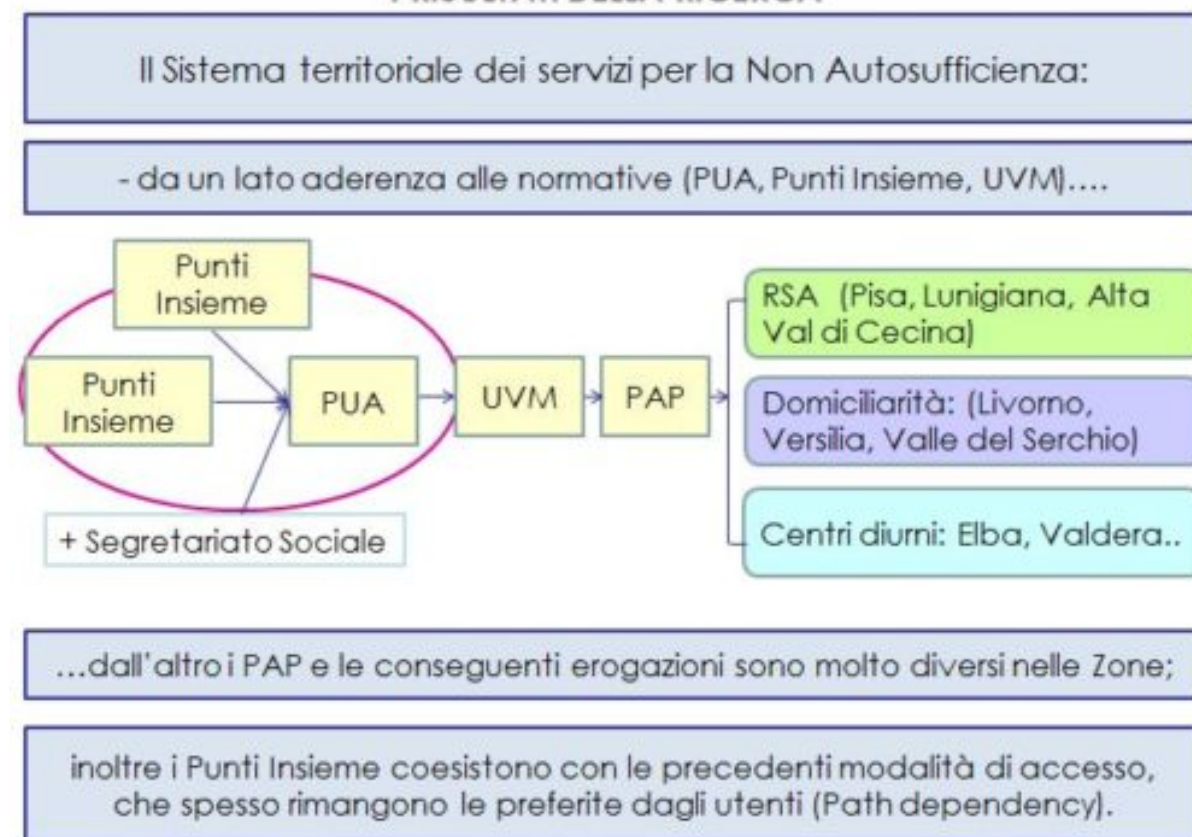 Il Sistema territoriale dei servizi per la Non Autosufficienza:
- da un lato aderenza alle normative (PUA, Punti Insieme, UVM)....
Punti
Insieme
Punti
Insieme
PUA
UVM
PAP
+ Segretariato Sociale
RSA (Pisa, Lunigiana, Alta
Val di Cecina)
Domiciliarità: (Livorno,
Versilia, Valle del Serchio)
Centri diurni: Elba, Valdera..
...dall'altro i PAP e le conseguenti erogazioni sono molto diversi nelle Zone;
inoltre i Punti Insieme coesistono con le precedenti modalità di accesso,
che spesso rimangono le preferite dagli utenti (Path dependency).